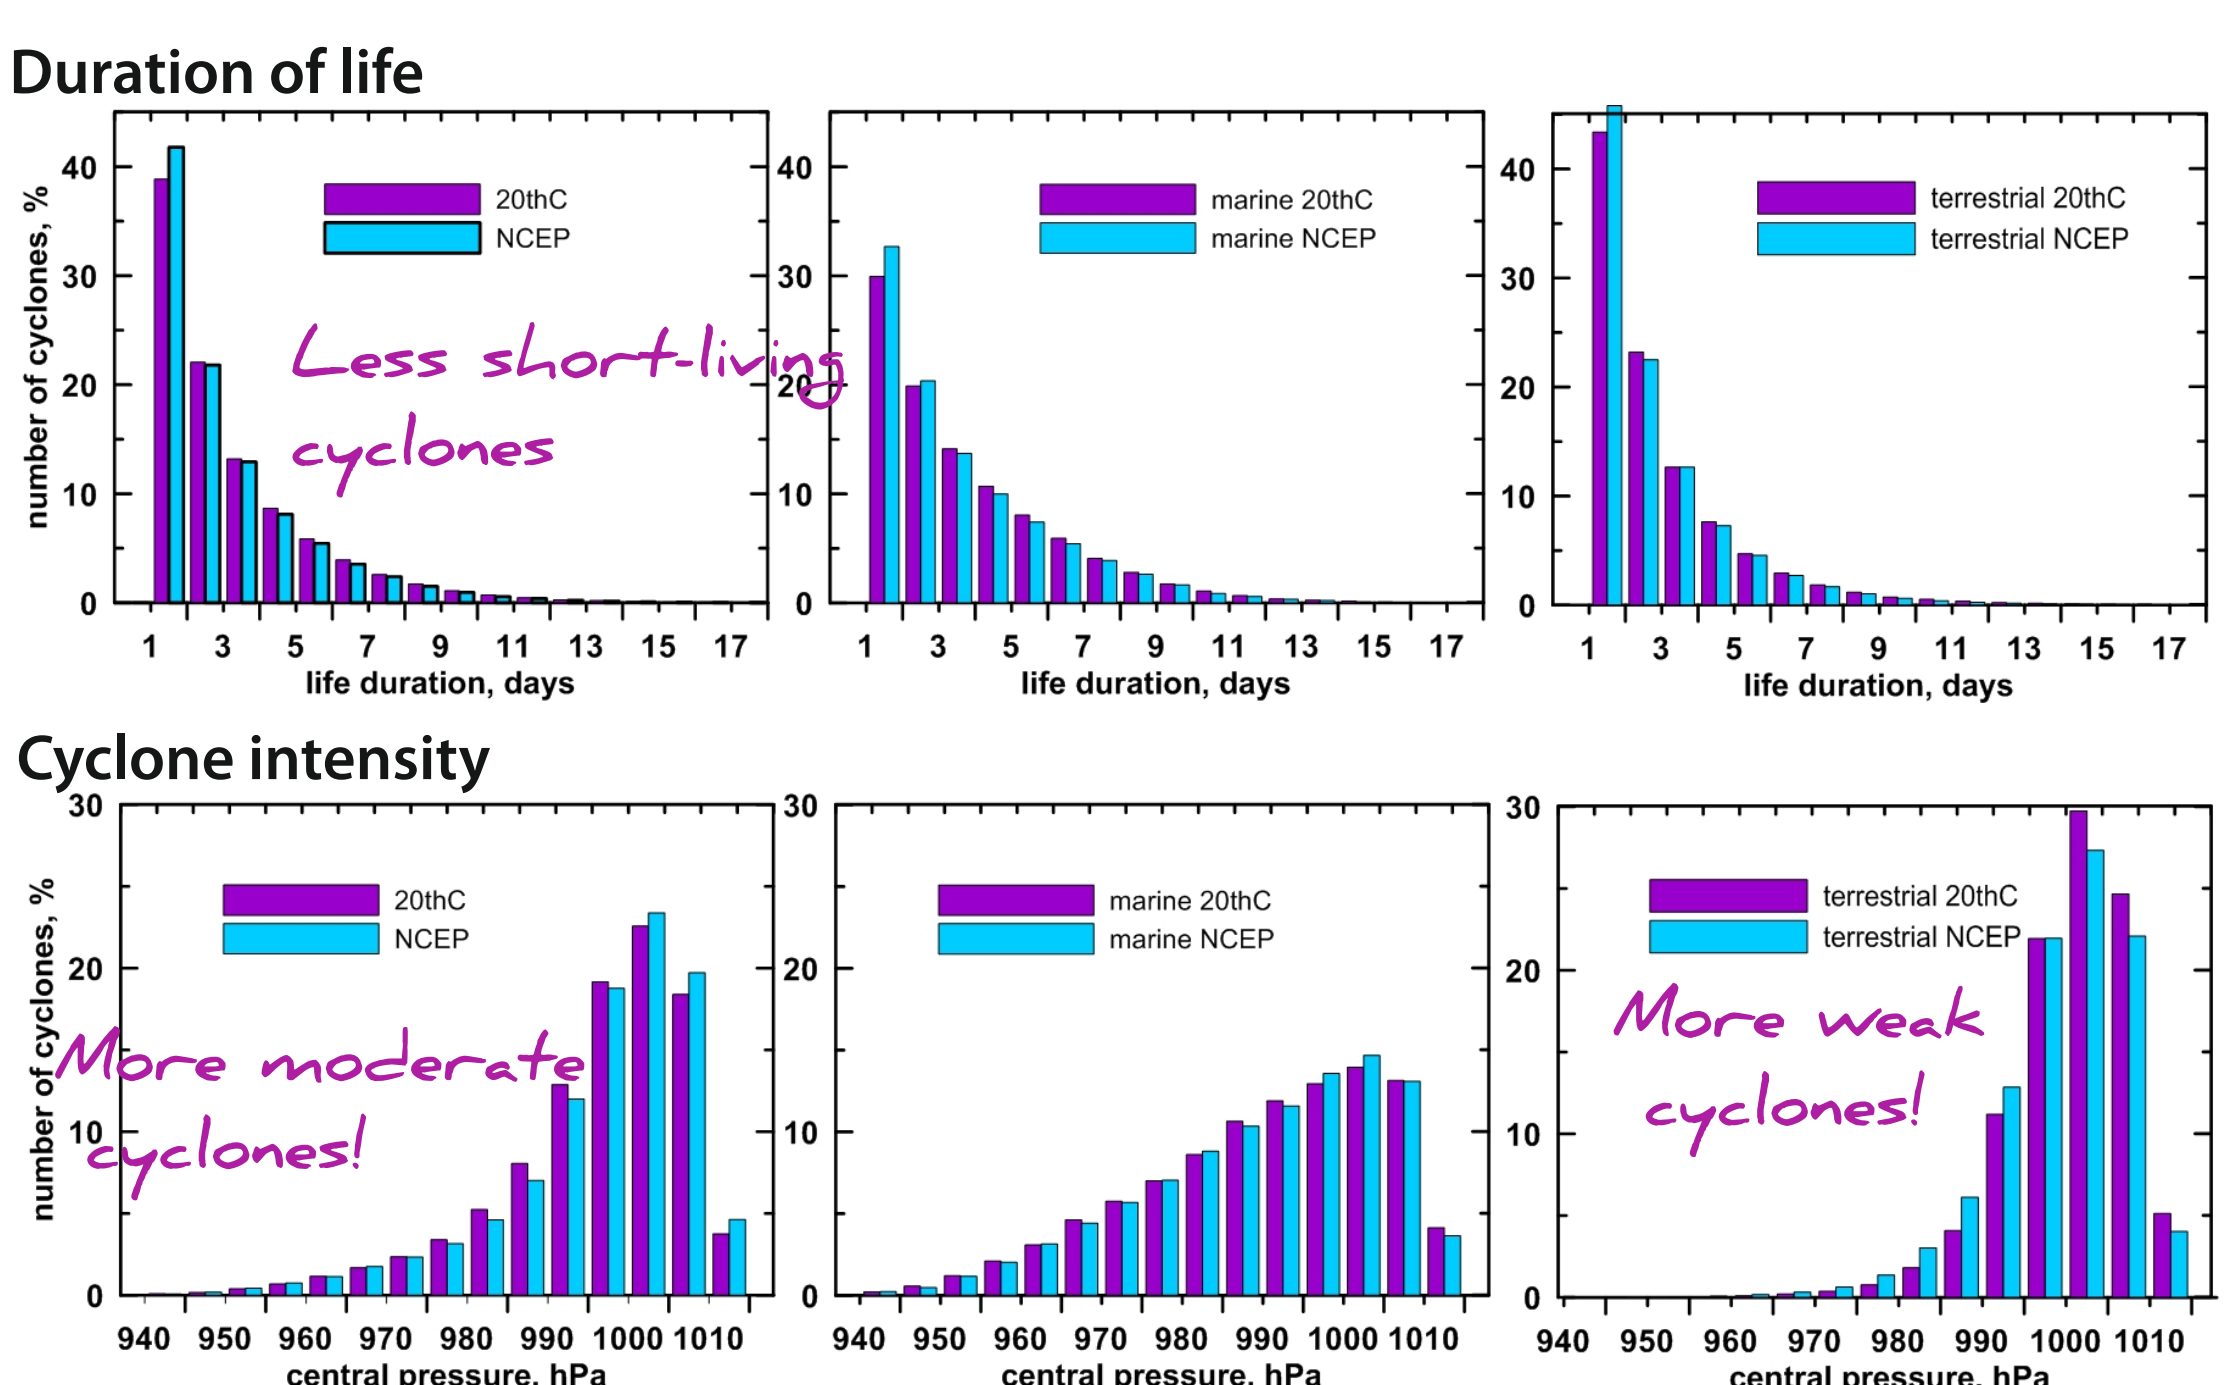 Duration of life
40
30
20
10
0
number of cyclones, %
20thC
NCEP
Less short-living
cyclones
1 3 5 7 9 11 13 15 17
life duration, days
40
30
20
10
0
marine 20thC
marine NCEP
1 3 5 7 9 11 13 15 17
life duration, days
40
30
20
10
0
terrestrial 20thC
terrestrial NCEP
1 3 5 7 9 11 13 15 17
life duration, days
Cyclone intensity
30
20
10
0
number of cyclones, %
20thC
NCEP
More moderate
cyclones!
940 950 960 970 980 990 1000 1010
central pressure, hPa
30
20
10
0
marine 20thC
marine NCEP
940 950 960 970 980 990 1000 1010
central pressure, hPa
30
20
10
0
terrestrial 20thC
terrestrial NCEP
More weak
cyclones!
940 950 960 970 980 990 1000 1010
central pressure, hPa